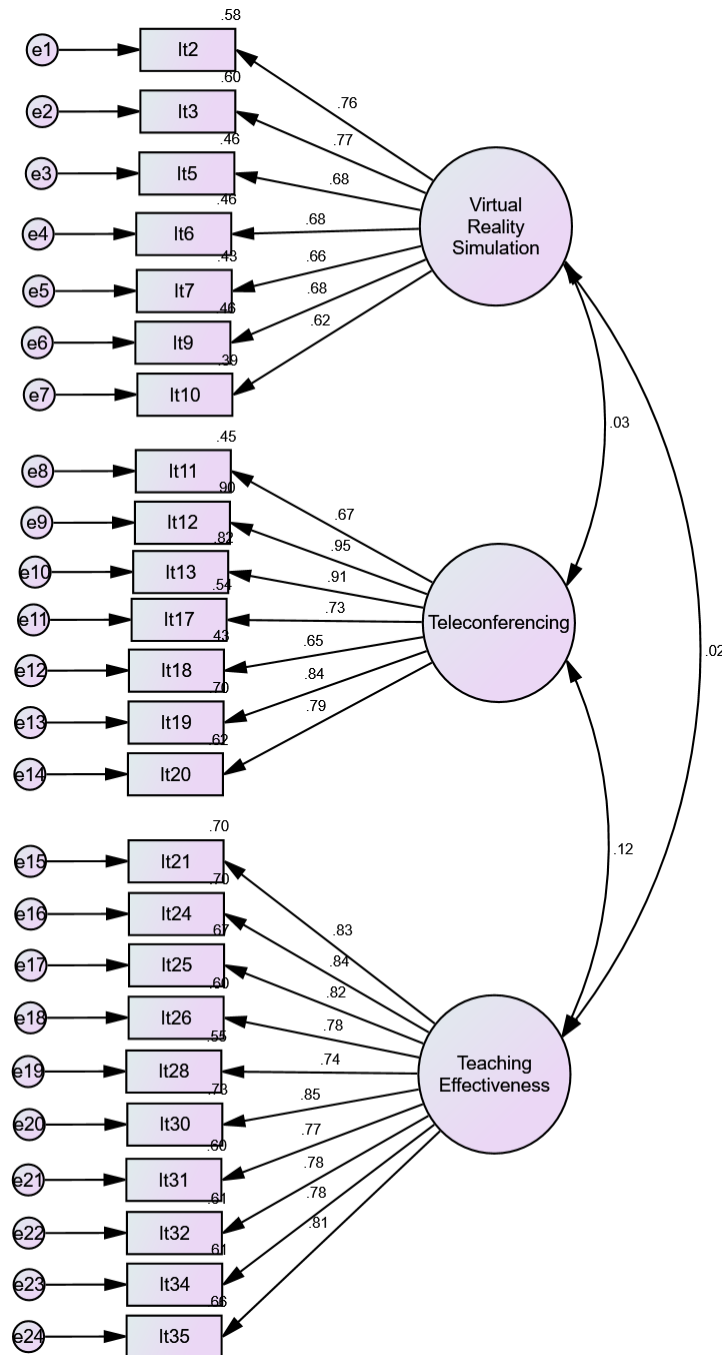 .58
e1
It2
.76
.60
e2
It3
.77
.46
e3
It5
.68
.46
e4
It6
.68
.43
e5
It7
.66
.46
e6
It9
.68
.39
e7
It10
.62
Virtual
Reality
Simulation
.03
.45
e8
It11
.67
.90
e9
It12
.95
.82
e10
It13
.91
.54
e11
It17
.73
.43
e12
It18
.65
.70
e13
It19
.84
.62
e14
It20
.79
Teleconferencing
.02
.12
.70
e15
It21
.83
.70
e16
It24
.84
.67
e17
It25
.82
.60
e18
It26
.78
.55
e19
It28
.74
.73
e20
It30
.85
.60
e21
It31
.77
.61
e22
It32
.78
.61
e23
It34
.78
.66
e24
It35
.81
Teaching
Effectiveness